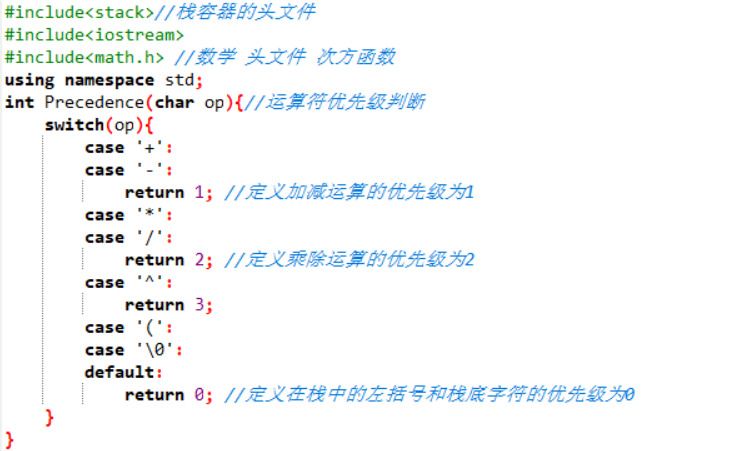 #include<stack>//栈容器的头文件
#include<iostream>
#include<math.h> //数学 头文件 次方函数
using namespace std;
int Precedence(char op){//运算符优先级判断
    switch(op){
        case '+':
        case '-':
            return 1; //定义加减运算的优先级为1
        case '*':
        case '/':
            return 2; //定义乘除运算的优先级为2
        case '^':
            return 3;
        case '(':
        case '\0':
        default:
            return 0; //定义在栈中的左括号和栈底字符的优先级为0
    }
}